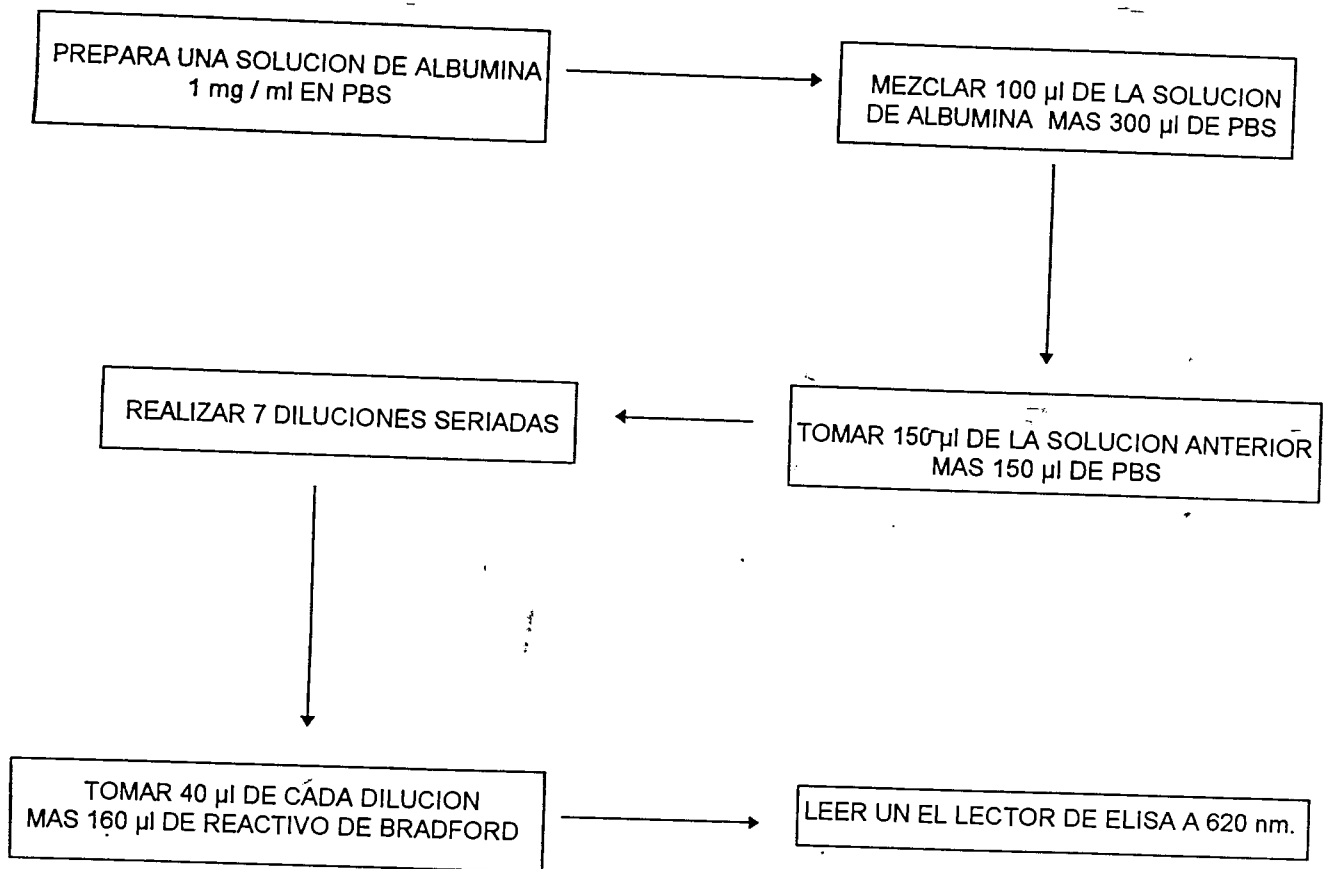 PREPARA UNA SOLUCION DE ALBUMINA
1 mg / ml EN PBS
MEZCLAR 100 µl DE LA SOLUCION
DE ALBUMINA MAS 300 µl DE PBS
TOMAR 150 µl DE LA SOLUCION ANTERIOR
MAS 150 µl DE PBS
REALIZAR 7 DILUCIONES SERIADAS
TOMAR 40 µl DE CADA DILUCION
MAS 160 µl DE REACTIVO DE BRADFORD
LEER UN EL LECTOR DE ELISA A 620 nm.